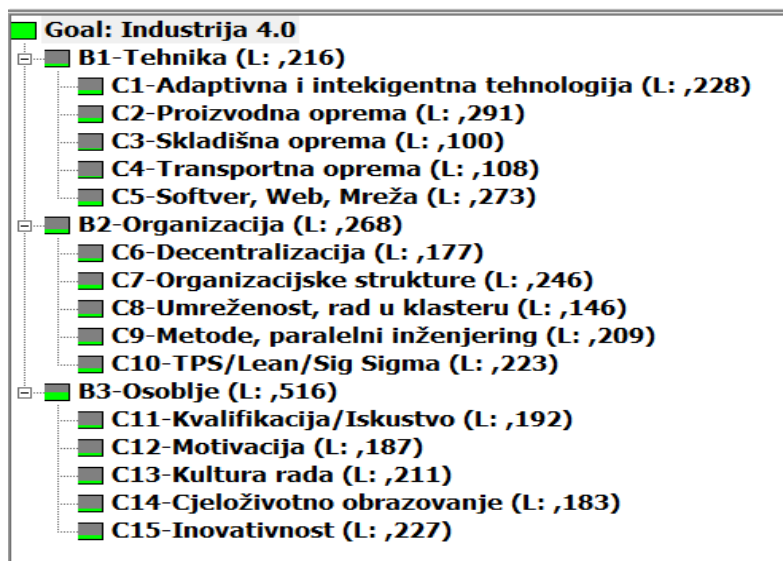 Goal: Industrija 4.0
B1-Tehnika (L: ,216)
C1-Adaptivna i intekigentna tehnologija (L: ,228)
C2-Proizvodna oprema (L: ,291)
C3-Skladišna oprema (L: ,100)
C4-Transportna oprema (L: ,108)
C5-Softver, Web, Mreža (L: ,273)
B2-Organizacija (L: ,268)
C6-Decentralizacija (L: ,177)
C7-Organizacijske strukture (L: ,246)
C8-Umreženost, rad u klasteru (L: ,146)
C9-Metode, paralelni inženjering (L: ,209)
C10-TPS/Lean/Sig Sigma (L: ,223)
B3-Osoblje (L: ,516)
C11-Kvalifikacija/Iskustvo (L: ,192)
C12-Motivacija (L: ,187)
C13-Kultura rada (L: ,211)
C14-Cjeloživotno obrazovanje (L: ,183)
C15-Inovativnost (L: ,227)